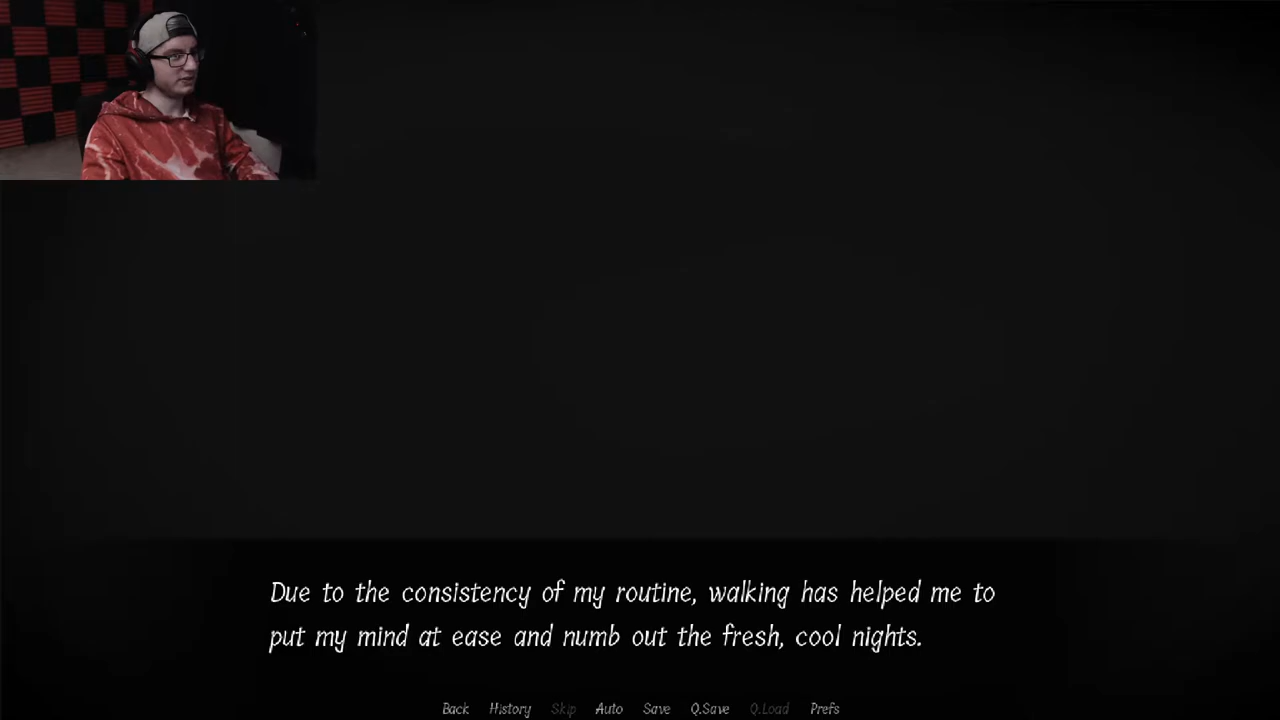 Due to the consistency of my routine, walking has helped me to
put my mind at ease and numb out the fresh, cool nights.
Back History Skip Auto Save Q.Save Q.Load Prefs